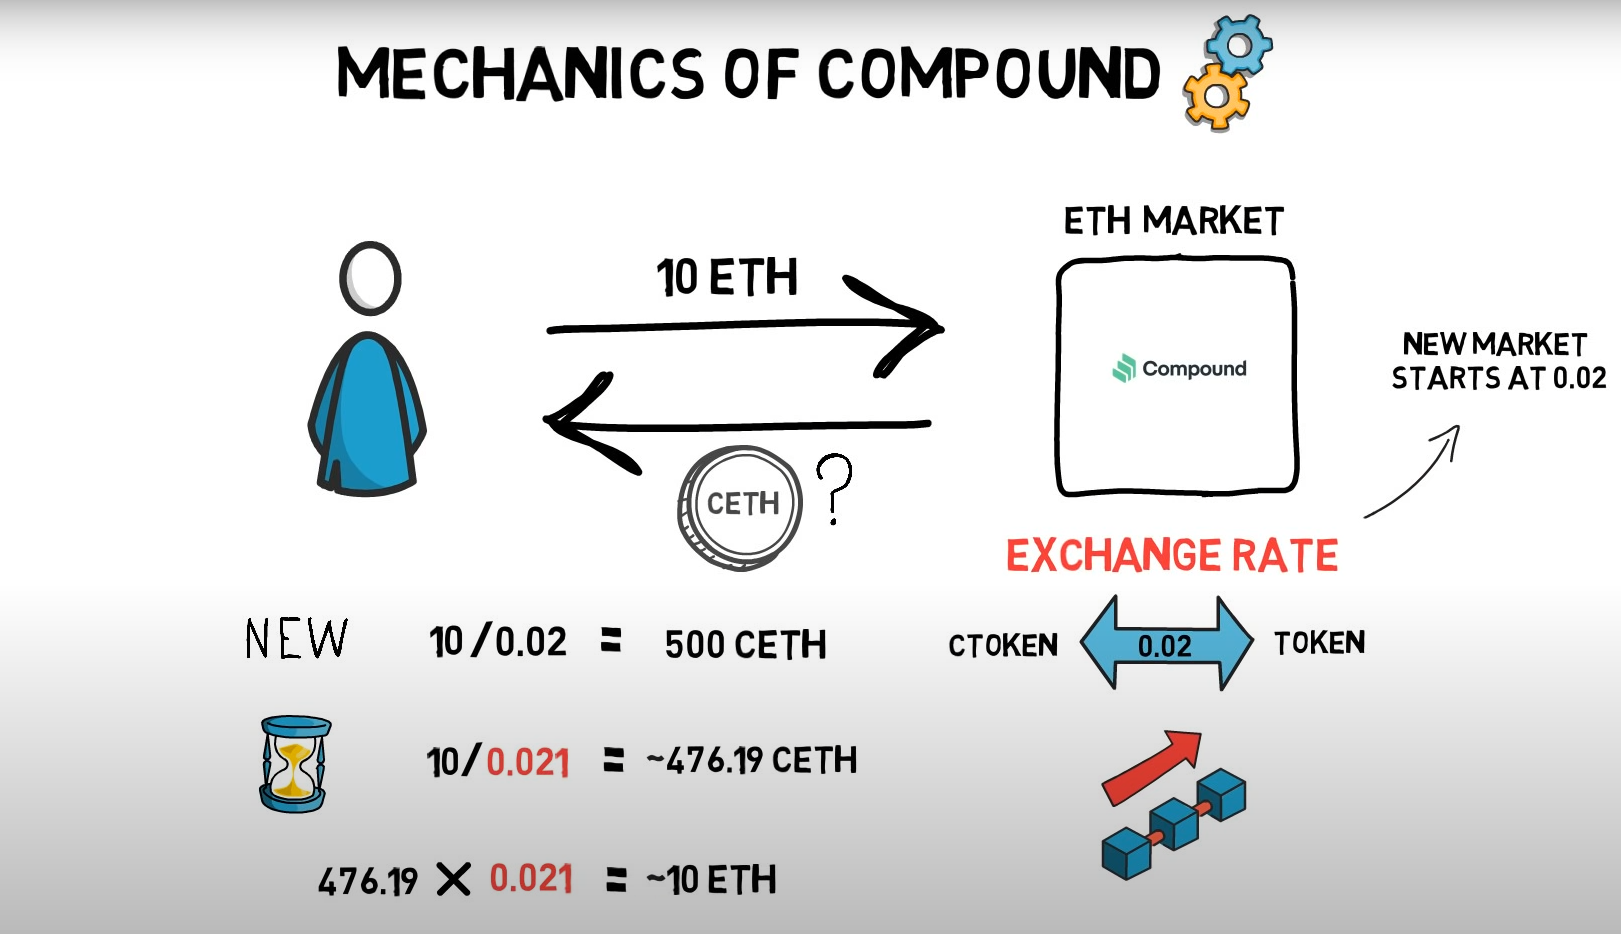 MECHANICS OF COMPOUND
ETH MARKET
10 ETH
Compound
NEW MARKET
STARTS AT 0.02
CETH ?
EXCHANGE RATE
CTOKEN 0.02 TOKEN
NEW 10/0.02 = 500 CETH
10/0.021 = ~476.19 CETH
476.19 X 0.021 = ~10 ETH